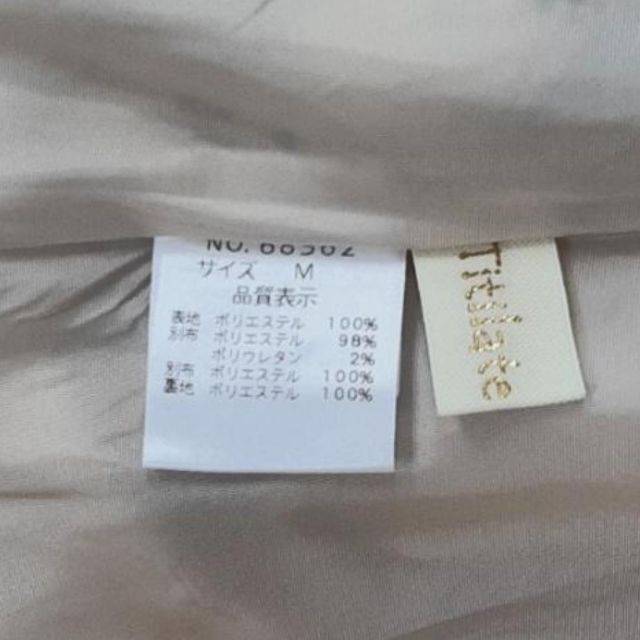 NO. 68362
サイズ M
品質表示
表地 ポリエステル 100%
別布 ポリエステル 98%
ポリウレタン 2%
別布 ポリエステル 100%
裏地 ポリエステル 100%
Titilate